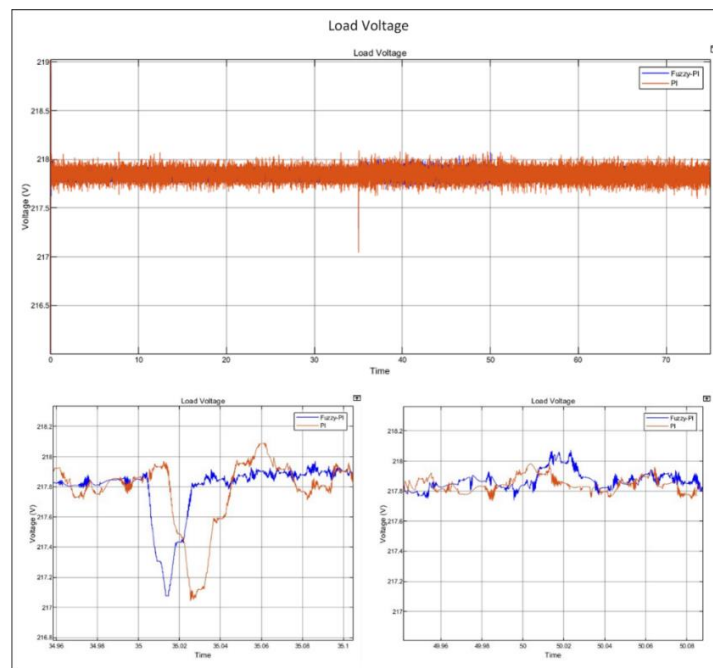 Load Voltage
Load Voltage
219
218.5
218
217.5
217
216.5
Voltage (V)
Fuzzy-PI
PI
0
10
20
30
40
50
60
70
Time
Load Voltage
218.2
218
217.8
217.6
217.4
217.2
217
216.8
Voltage (V)
Fuzzy-PI
PI
34.96
34.98
35
35.02
35.04
35.06
35.08
35.1
Time
Load Voltage
218.2
218
217.8
217.6
217.4
217.2
217
Voltage (V)
Fuzzy-PI
PI
49.96
49.98
50
50.02
50.04
50.06
50.08
Time